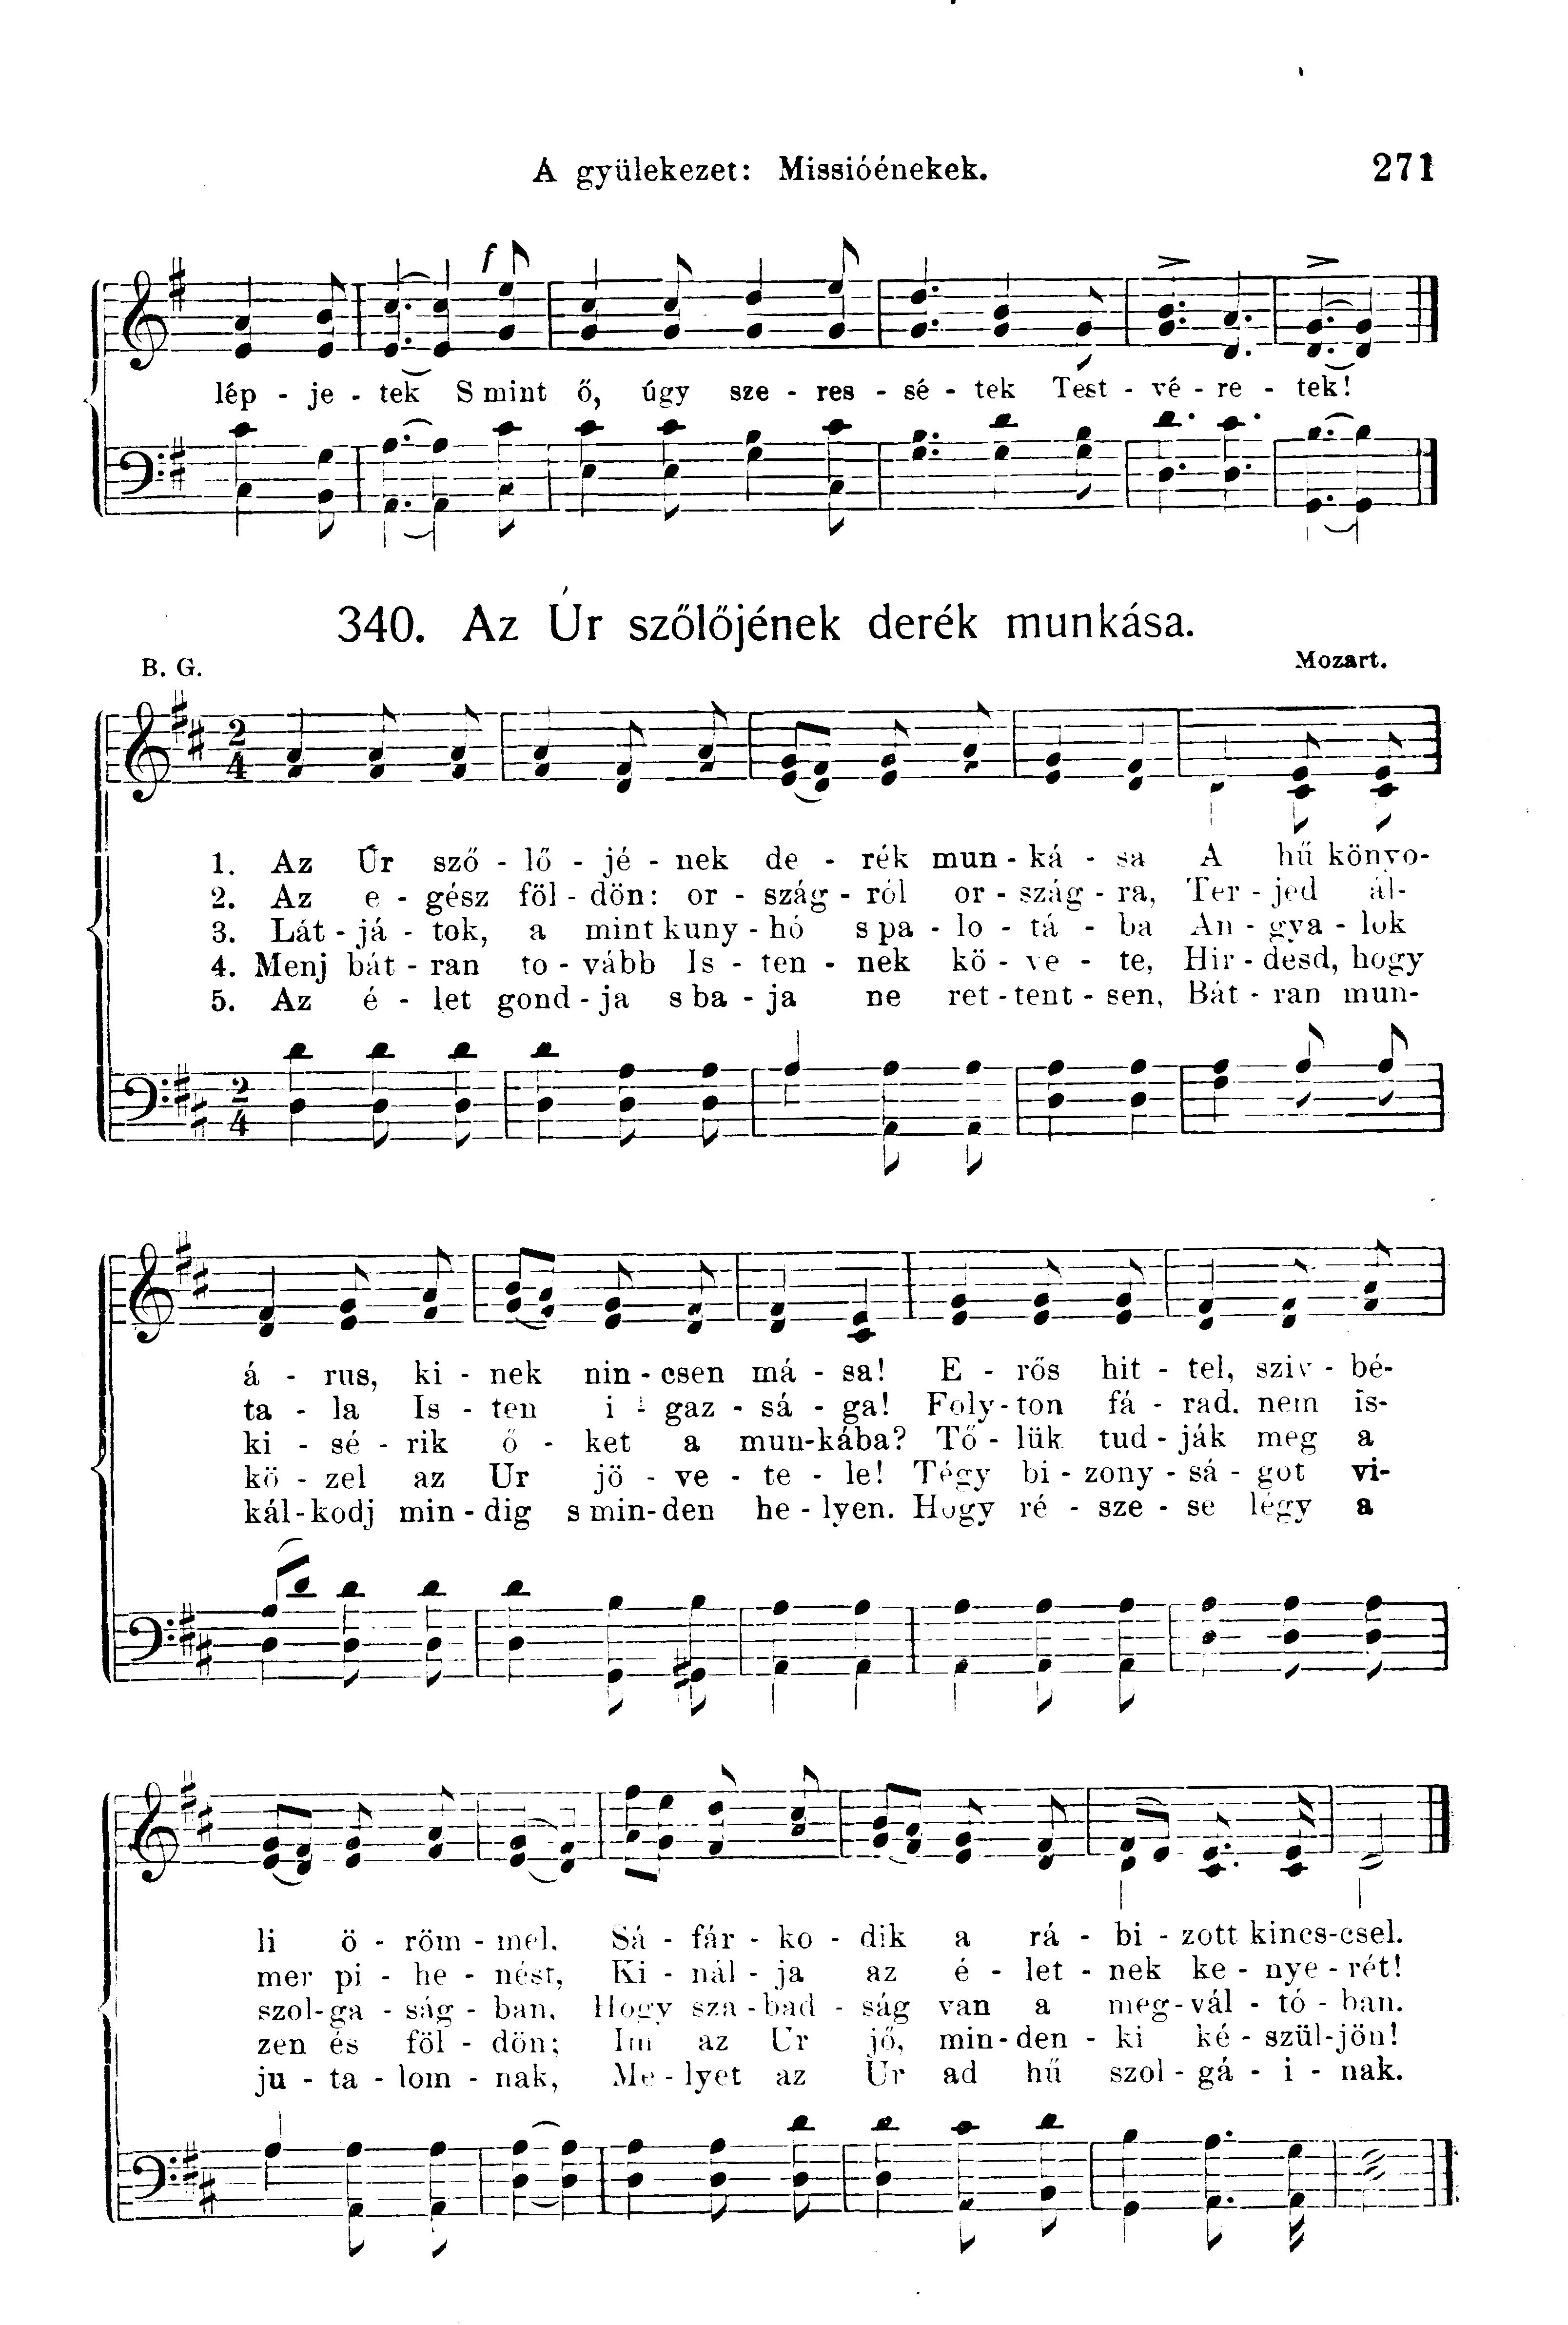 A gyülekezet: Missióénekek. 271
f
lép - je - tek S mint ő, úgy sze - res - sé - tek Test - vé - re - tek!
340. Az Úr szőlőjének derék munkása.
B. G. Mozart.
2/4
1. Az Úr sző - lő - jé - nek de - rék mun - ká - sa A hű könyvo-
2. Az e - gész föl - dön: or - szág - ról or - szág - ra, Ter - jed ál-
3. Lát - já - tok, a mint kuny - hó s pa - lo - tá - ba An - gya - lok
4. Menj bát - ran to - vább Is - ten - nek kö - ve - te, Hir - desd, hogy
5. Az é - let gond - ja s ba - ja ne ret - tent - sen, Bát - ran mun-
2/4
á - rus, ki - nek nin - csen má - sa! E - rős hit - tel, sziv - bé-
ta - la Is - ten i - gaz - sá - ga! Foly - ton fá - rad. nem is-
ki - sé - rik ő - ket a mun-kába? Tő - lük tud - ják meg a
kö - zel az Ur jö - ve - te - le! Tégy bi - zony - sá - got vi-
kál - kodj min - dig s min - den he - lyen. Hogy ré - sze - se légy a
li ö - röm - mel. Sá - fár - ko - dik a rá - bi - zott kincs-csel.
mer pi - he - nést, Ki - nál - ja az é - let - nek ke - nye - rét!
szol - ga - ság - ban. Hogy sza - bad - ság van a meg - vál - tó - ban.
zen és föl - dön; Im az Ur jő, min - den - ki ké - szül - jön!
ju - ta - lom - nak, Me - lyet az Ur ad hű szol - gá - i - nak.